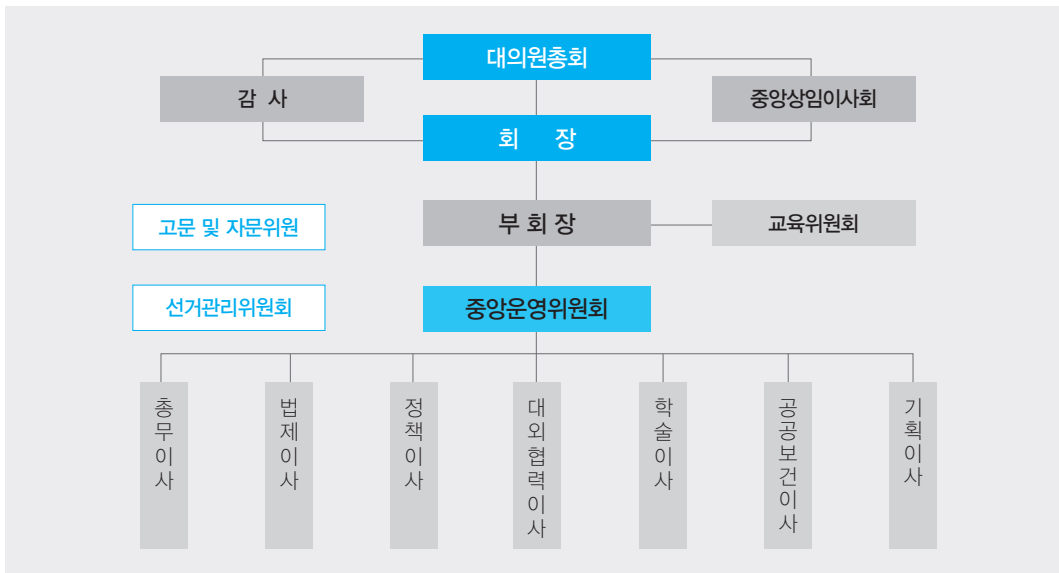 대의원총회
감 사
중앙상임이사회
회 장
고문 및 자문위원
부 회 장
교육위원회
선거관리위원회
중앙운영위원회
총무이사
법제이사
정책이사
대외협력이사
학술이사
공공보건이사
기획이사